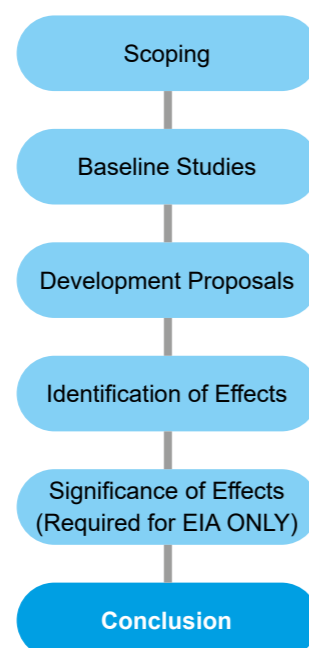 Scoping
Baseline Studies
Development Proposals
Identification of Effects
Significance of Effects
(Required for EIA ONLY)
Conclusion